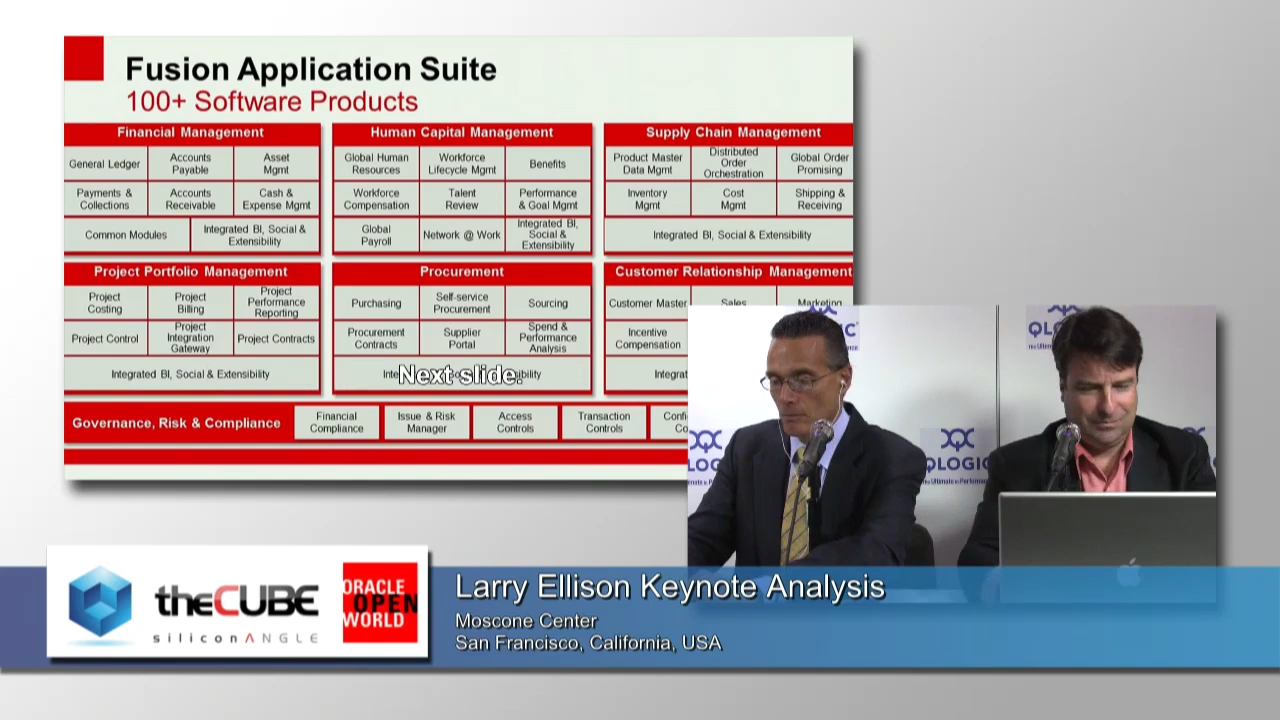 Fusion Application Suite
100+ Software Products
Financial Management
General Ledger
Accounts
Payable
Asset
Mgmt
Payments &
Collections
Accounts
Receivable
Cash &
Expense Mgmt
Common Modules
Integrated BI, Social &
Extensibility
Human Capital Management
Global Human
Resources
Workforce
Lifecycle Mgmt
Benefits
Workforce
Compensation
Talent
Review
Performance
& Goal Mgmt
Global
Payroll
Network @ Work
Integrated BI,
Social &
Extensibility
Supply Chain Management
Product Master
Data Mgmt
Distributed
Order
Orchestration
Global Order
Promising
Inventory
Mgmt
Cost
Mgmt
Shipping &
Receiving
Integrated BI, Social & Extensibility
Project Portfolio Management
Project
Costing
Project
Billing
Project
Performance
Reporting
Project Control
Project
Integration
Gateway
Project Contracts
Integrated BI, Social & Extensibility
Procurement
Purchasing
Self-service
Procurement
Sourcing
Procurement
Contracts
Supplier
Portal
Spend &
Performance
Analysis
Next slide.
Customer Relationship Management
Customer Master
Sales
Marketing
Incentive
Compensation
Governance, Risk & Compliance
Financial
Compliance
Issue & Risk
Manager
Access
Controls
Transaction
Controls
QLOGIC
theCUBE
siliconANGLE
ORACLE
OPEN
WORLD
Larry Ellison Keynote Analysis
Moscone Center
San Francisco, California, USA